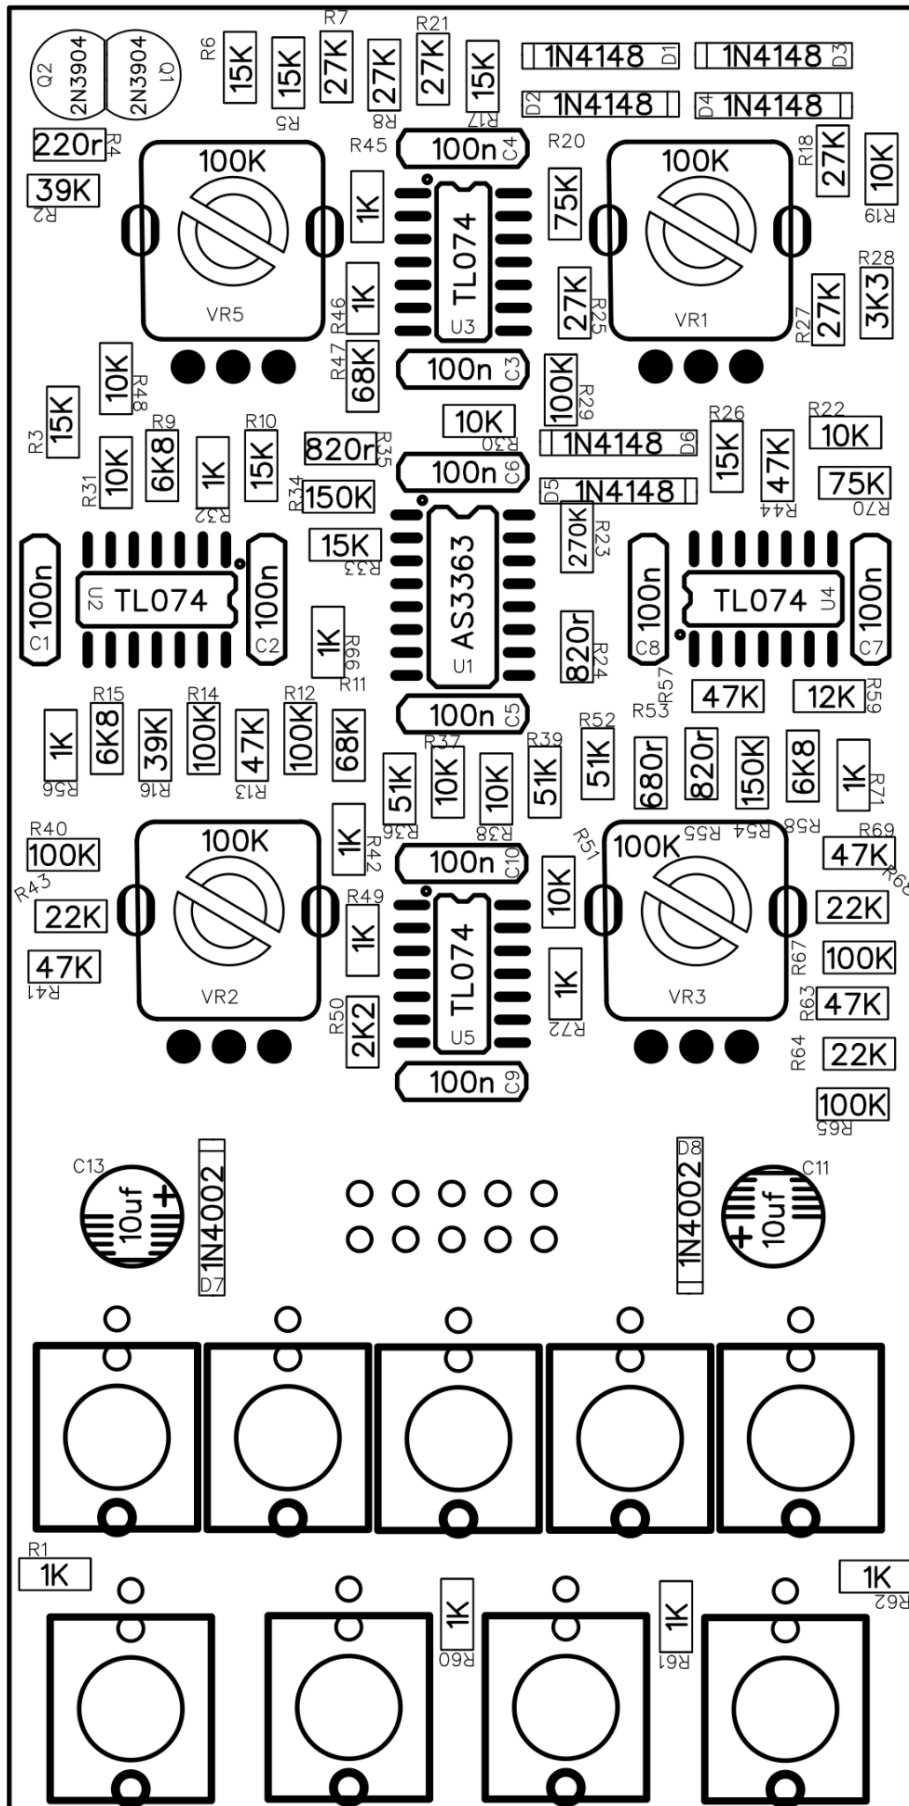 Q2
2N3904
2N3904
Q1
R6
15K
15K
R5
R7
27K
27K
R8
R21
27K
15K
R17
1N4148 D1
1N4148 D3
D2 1N4148
D4 1N4148
220r R4
39K
R2
100K
VR5
R45
1K
100n C4
TL074
U3
R20
75K
100K
VR1
R18
27K
10K
R19
1K
R46
27K
R25
R27
27K
R28
3K3
R47
68K
100n C3
100K
R29
R3
15K
10K
R48
R31
10K
R9
6K8
1K
R32
R10
15K
820r R35
R34
150K
15K
R33
10K
R30
100n C6
1N4148 D6
D5 1N4148
R26
15K
47K
R44
R22
10K
75K
R70
270K
R23
100n
C1
U2 TL074
100n
C2
AS3363
U1
100n
C8
TL074 U4
100n
C7
1K
R66
820r
R24
R57
47K
12K
R59
1K
R56
R15
6K8
39K
R16
R14
100K
47K
R13
R12
100K
R11
68K
100n C5
51K
R36
R37
10K
10K
R38
R39
51K
R52
51K
R53
680r
820r
R55
150K
R54
6K8
R58
1K
R71
R40
100K
R43
22K
47K
R41
100K
VR2
1K
R42
R49
1K
R50
2K2
100n C10
TL074
U5
100n C9
R51
10K
1K
R72
100K
VR3
R69
47K
R68
22K
R67
100K
47K
R63
R64
22K
100K
R65
C13
10uf
+
1N4002
D7
D8
1N4002
C11
10uf
+
R1
1K
1K
R60
1K
R61
1K
R62